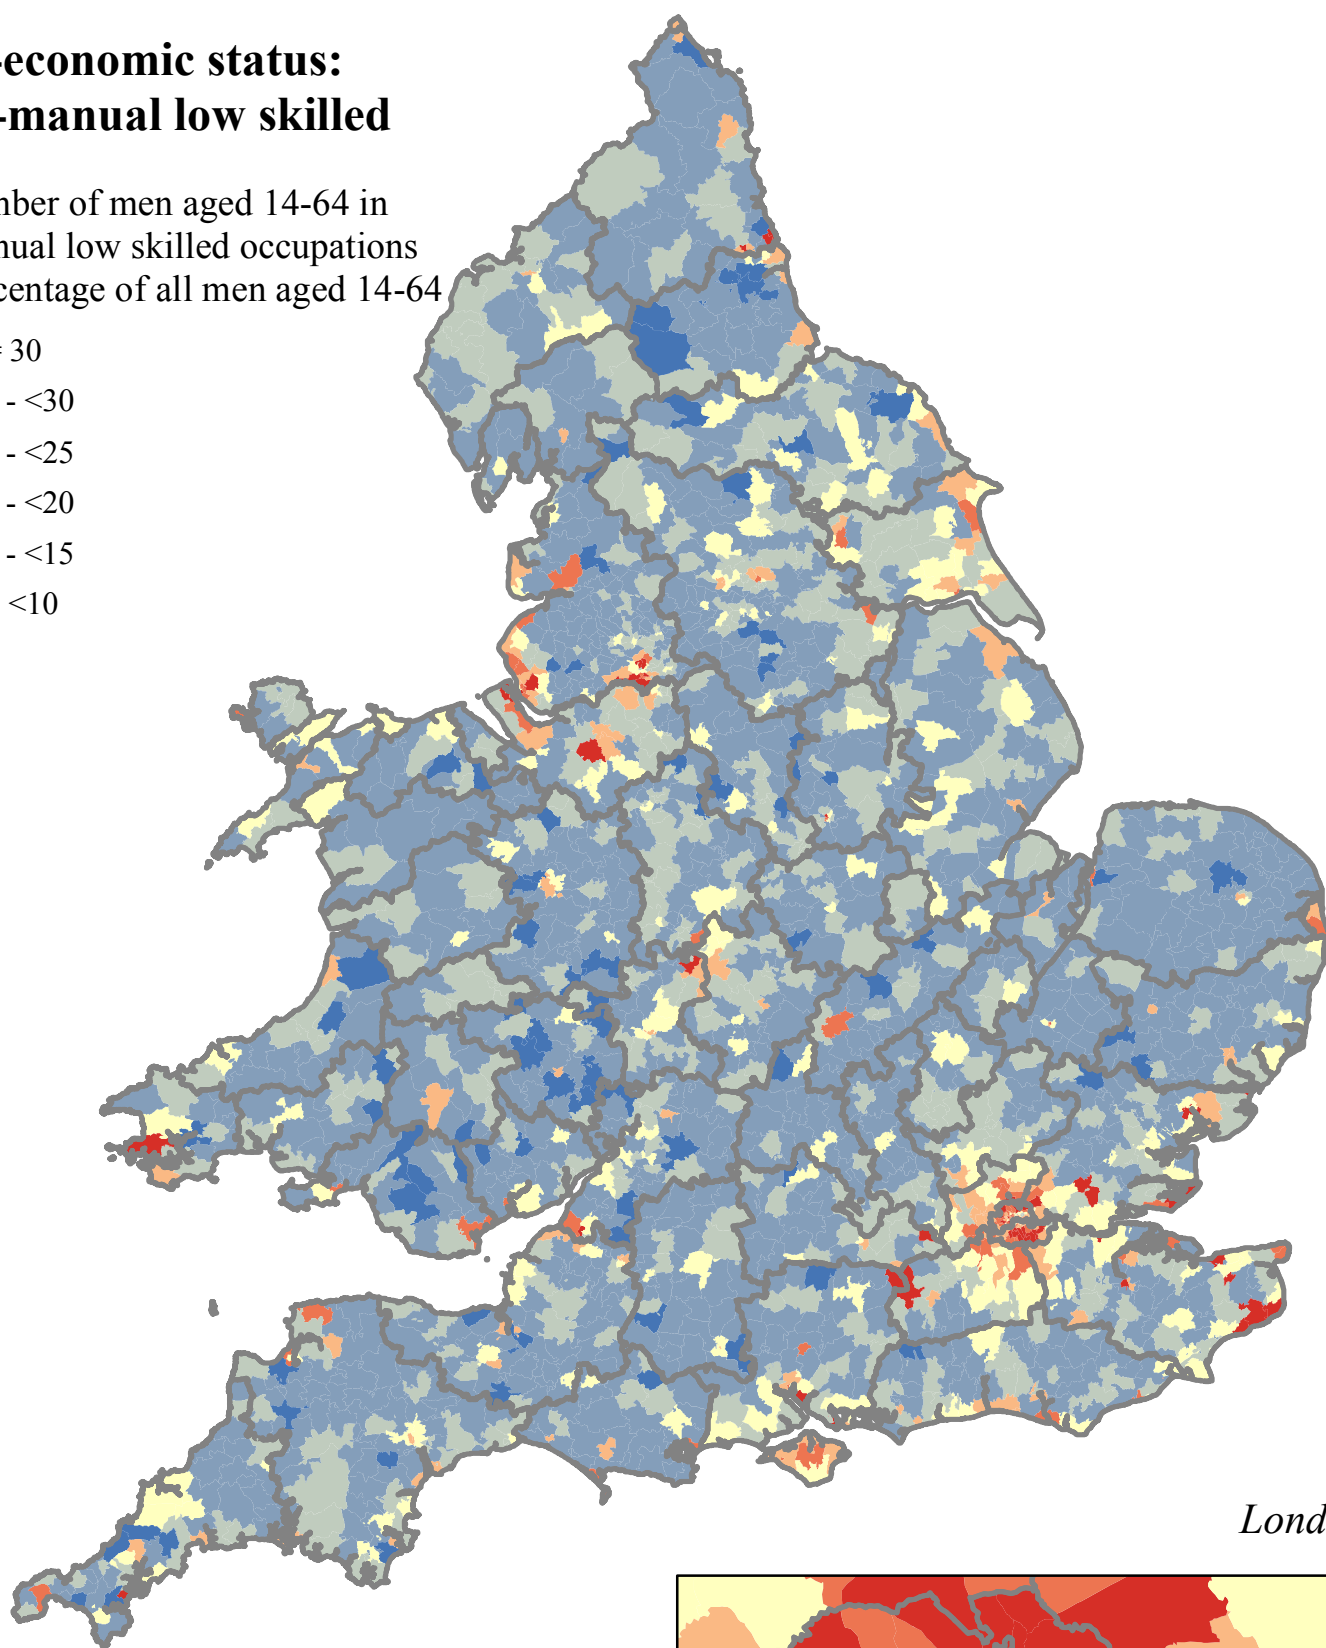 -economic status:
-manual low skilled
nber of men aged 14-64 in
nual low skilled occupations
centage of all men aged 14-64
= 30
- <30
- <25
- <20
- <15
<10
Lond